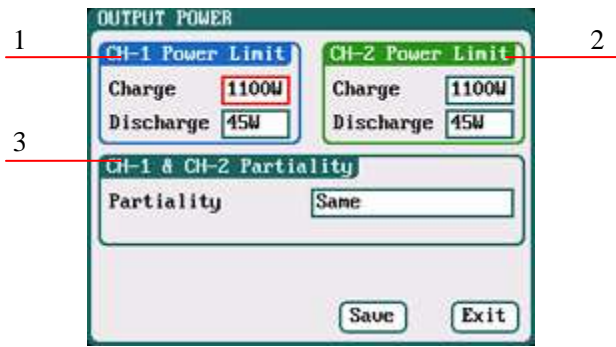 OUTPUT POWER
1
2
CH-1 Power Limit
CH-2 Power Limit
Charge 1100W
Charge 1100W
Discharge 45W
Discharge 45W
3
CH-1 & CH-2 Partiality
Partiality Same
Save Exit